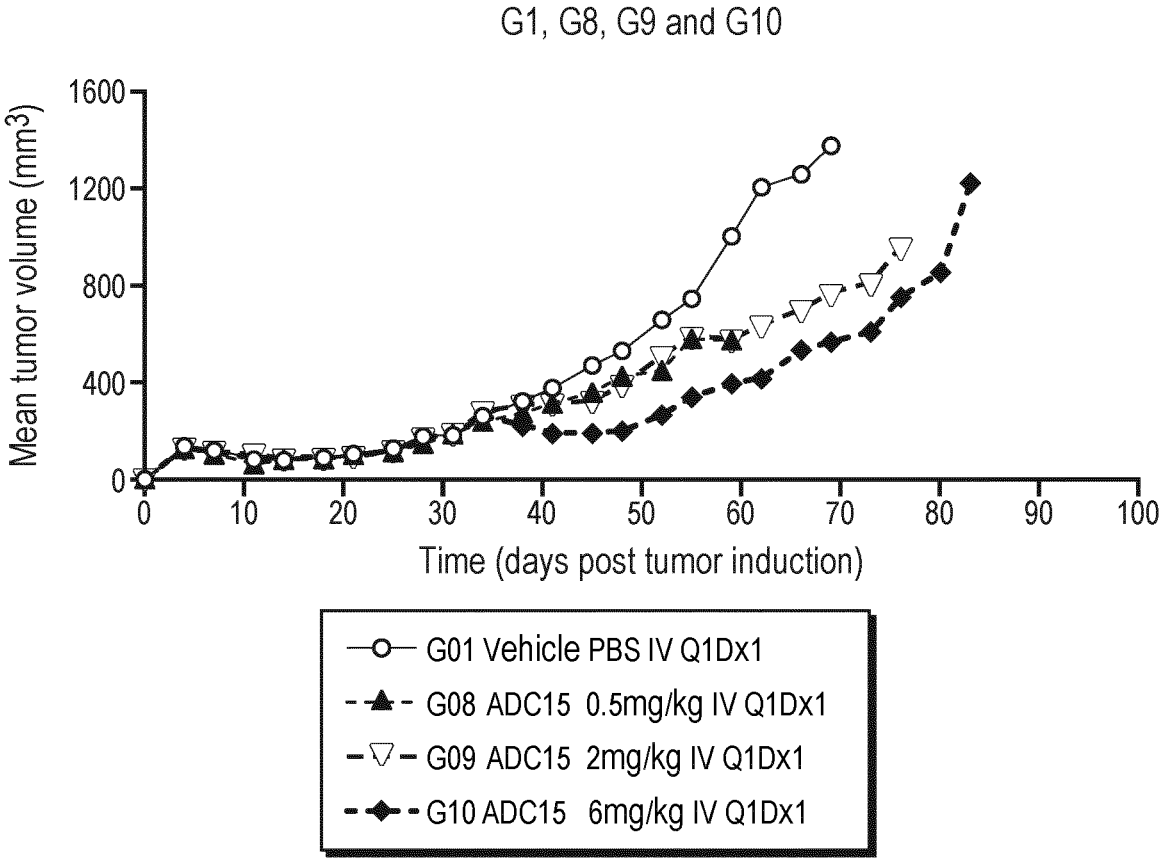 G1, G8, G9 and G10
Mean tumor volume (mm3)
1600
1200
800
400
0
0 10 20 30 40 50 60 70 80 90 100
Time (days post tumor induction)
G01 Vehicle PBS IV Q1Dx1
G08 ADC15 0.5mg/kg IV Q1Dx1
G09 ADC15 2mg/kg IV Q1Dx1
G10 ADC15 6mg/kg IV Q1Dx1